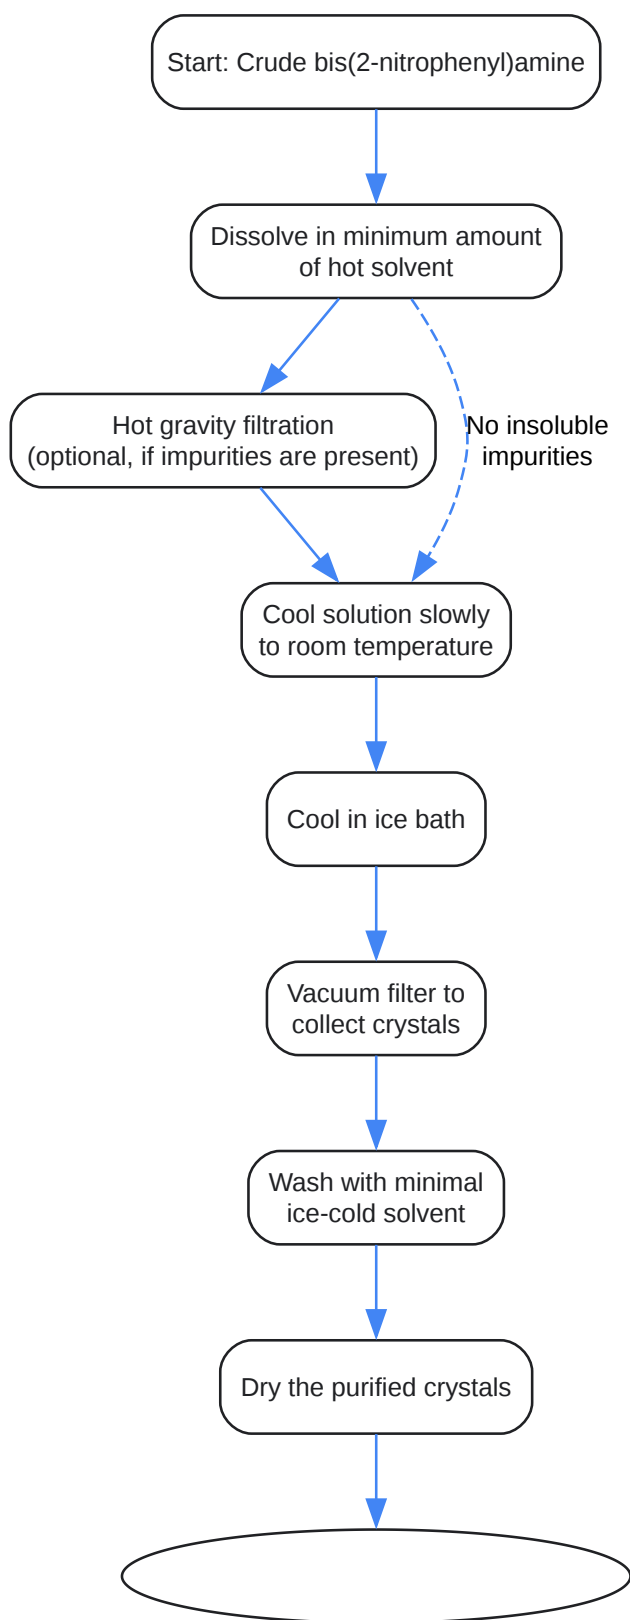 Start: Crude bis(2-nitrophenyl)amine
Dissolve in minimum amount
of hot solvent
Hot gravity filtration
(optional, if impurities are present)
No insoluble
impurities
Cool solution slowly
to room temperature
Cool in ice bath
Vacuum filter to
collect crystals
Wash with minimal
ice-cold solvent
Dry the purified crystals